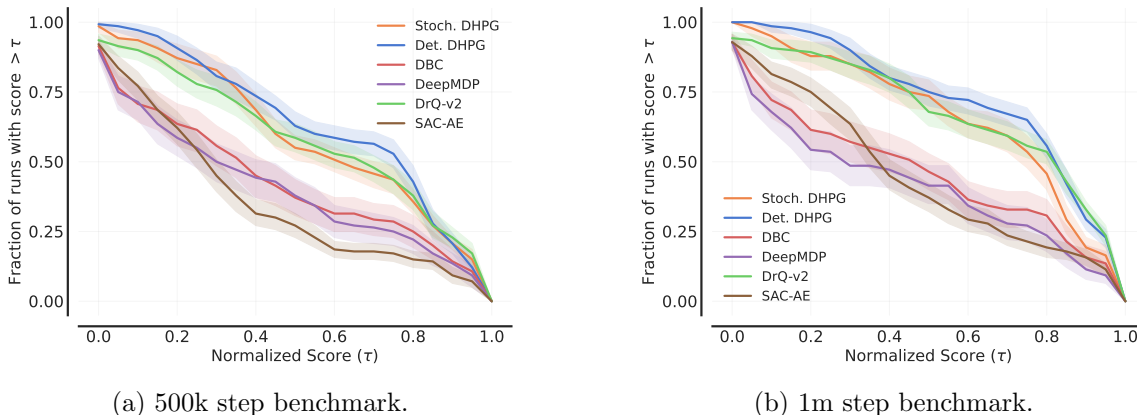 1.00
0.75
0.50
0.25
0.00
Fraction of runs with score > τ
Stoch. DHPG
Det. DHPG
DBC
DeepMDP
DrQ-v2
SAC-AE
0.0 0.2 0.4 0.6 0.8 1.0
Normalized Score (τ)
(a) 500k step benchmark.
1.00
0.75
0.50
0.25
0.00
Fraction of runs with score > τ
Stoch. DHPG
Det. DHPG
DBC
DeepMDP
DrQ-v2
SAC-AE
0.0 0.2 0.4 0.6 0.8 1.0
Normalized Score (τ)
(b) 1m step benchmark.